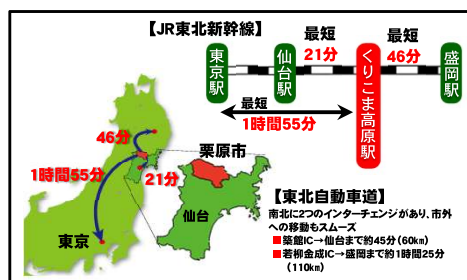 【JR東北新幹線】
最短
21分
最短
46分
東京駅
仙台駅
くりこま高原駅
盛岡駅
最短
1時間55分
46分
1時間55分
21分
東京
栗原市
仙台
【東北自動車道】
南北に2つのインターチェンジがあり、市外
への移動もスムーズ
■築館IC→仙台まで約45分(60km)
■若柳金成IC→盛岡まで約1時間25分
(110km)